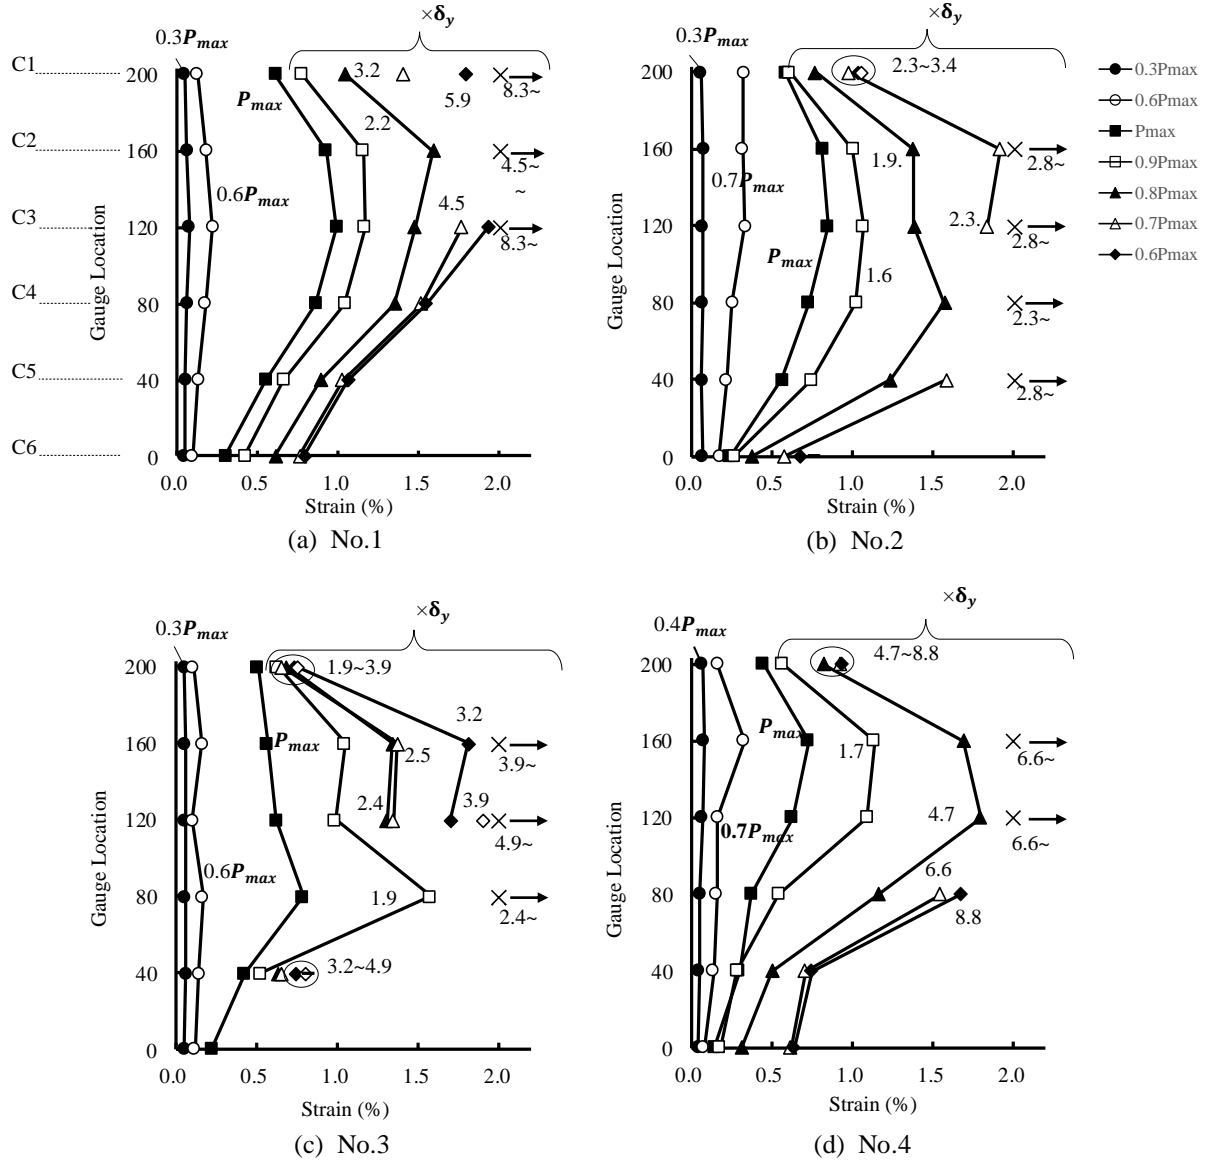 ×δy
0.3Pmax
C1
200
3.2
5.9
8.3~
Pmax
2.2
C2
160
4.5~
~
0.6Pmax
4.5
C3
120
8.3~
Gauge Location
C4
80
C5
40
C6
0
0.0 0.5 1.0 1.5 2.0
Strain (%)
(a) No.1
×δy
0.3Pmax
2.3~3.4
200
160
1.9.
2.8~
0.7Pmax
120
2.3.
2.8~
Pmax
1.6
Gauge Location
80
2.3~
40
2.8~
0
0.0 0.5 1.0 1.5 2.0
Strain (%)
(b) No.2
0.3Pmax
0.6Pmax
Pmax
0.9Pmax
0.8Pmax
0.7Pmax
0.6Pmax
×δy
0.3Pmax
200
1.9~3.9
3.2
160
Pmax
2.5
3.9~
2.4
3.9
120
4.9~
Gauge Location
0.6Pmax
80
1.9
2.4~
40
3.2~4.9
0
0.0 0.5 1.0 1.5 2.0
Strain (%)
(c) No.3
×δy
0.4Pmax
4.7~8.8
200
Pmax
160
1.7
6.6~
120
4.7
0.7Pmax
6.6~
Gauge Location
6.6
80
8.8
40
0
0.0 0.5 1.0 1.5 2.0
Strain (%)
(d) No.4